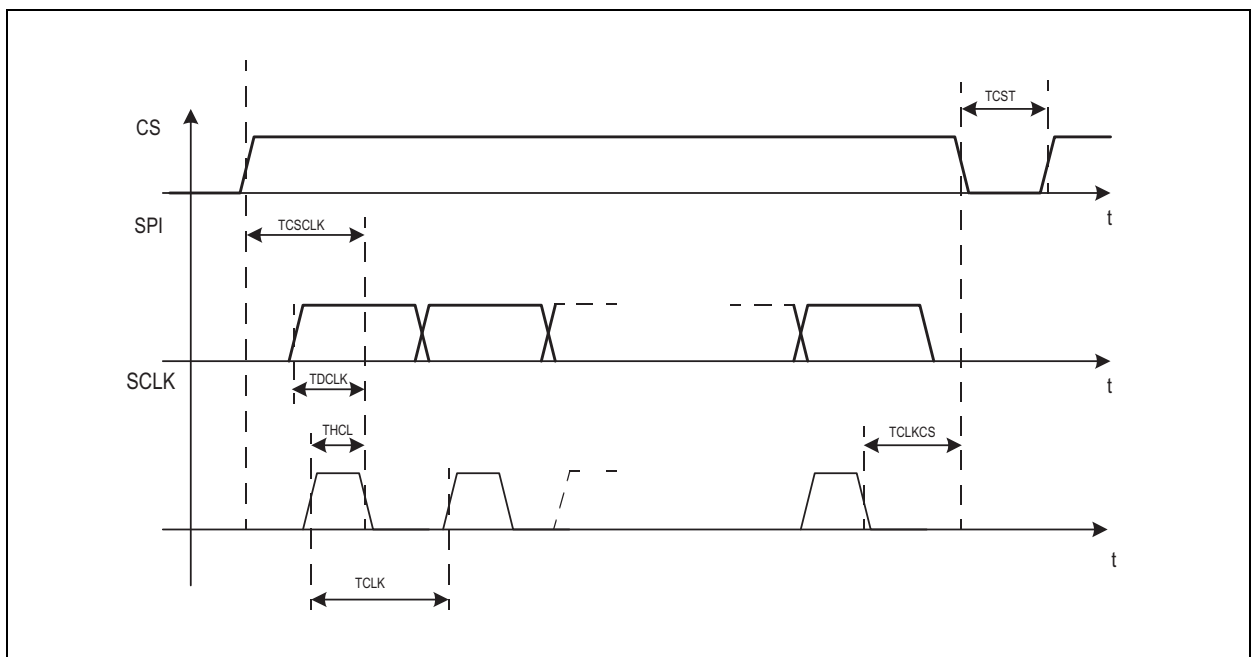 TCST
CS
t
SPI
TCSCLK
TDCLK
t
SCLK
THCL
TCLKCS
t
TCLK